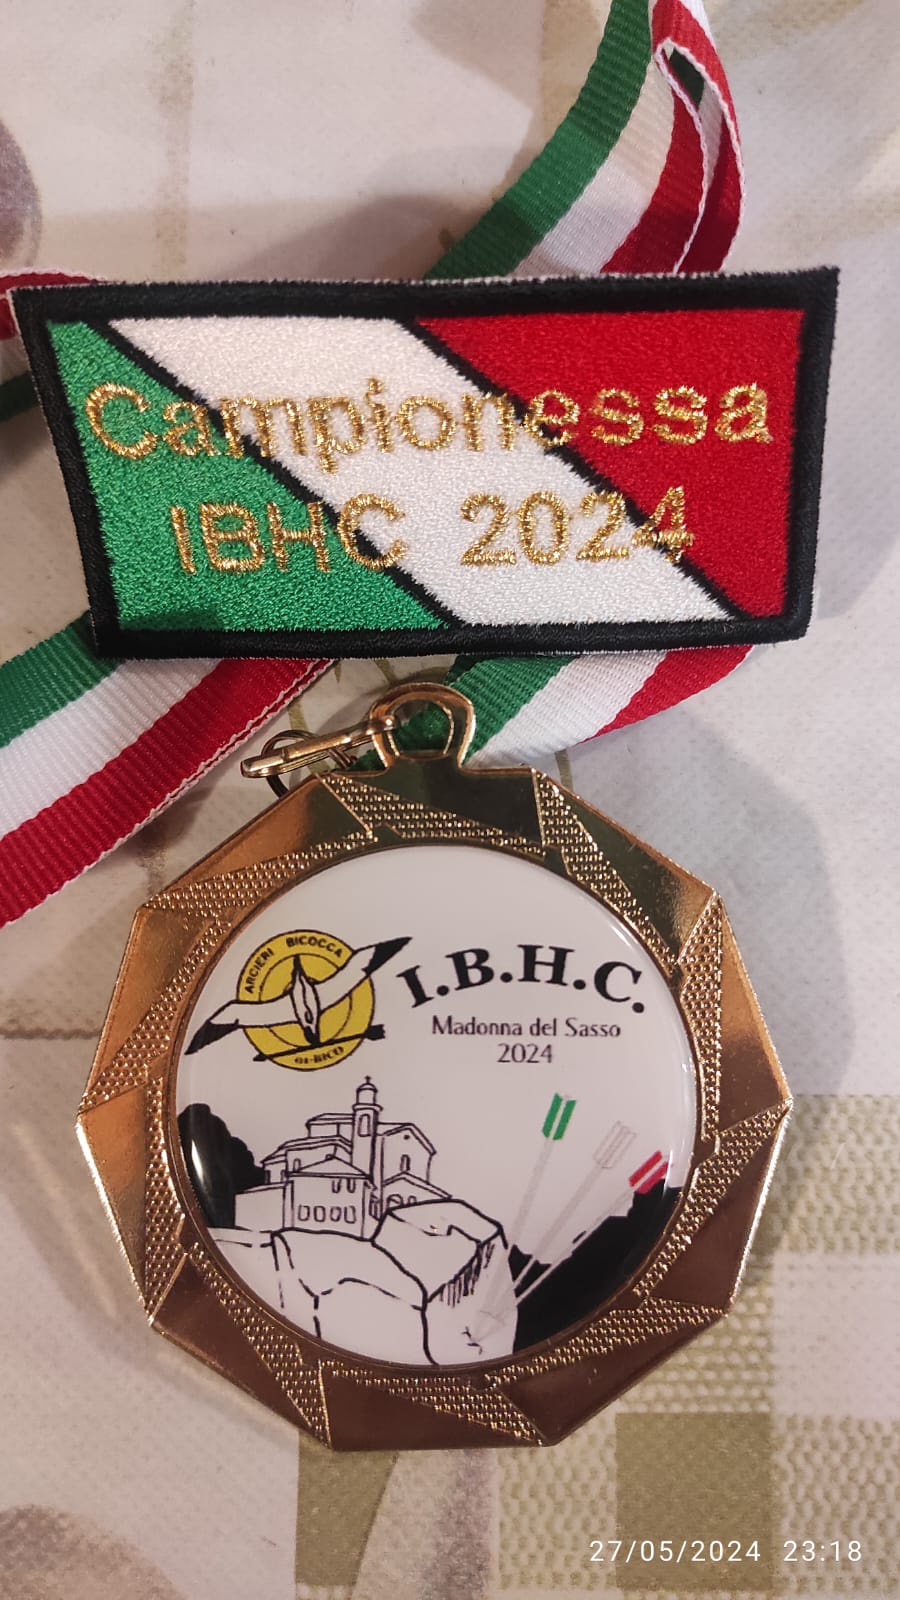 Campionessa
IBHC 2024
ARCIERI BICOCCA
I.B.H.C.
Madonna del Sasso
2024
27/05/2024 23:18